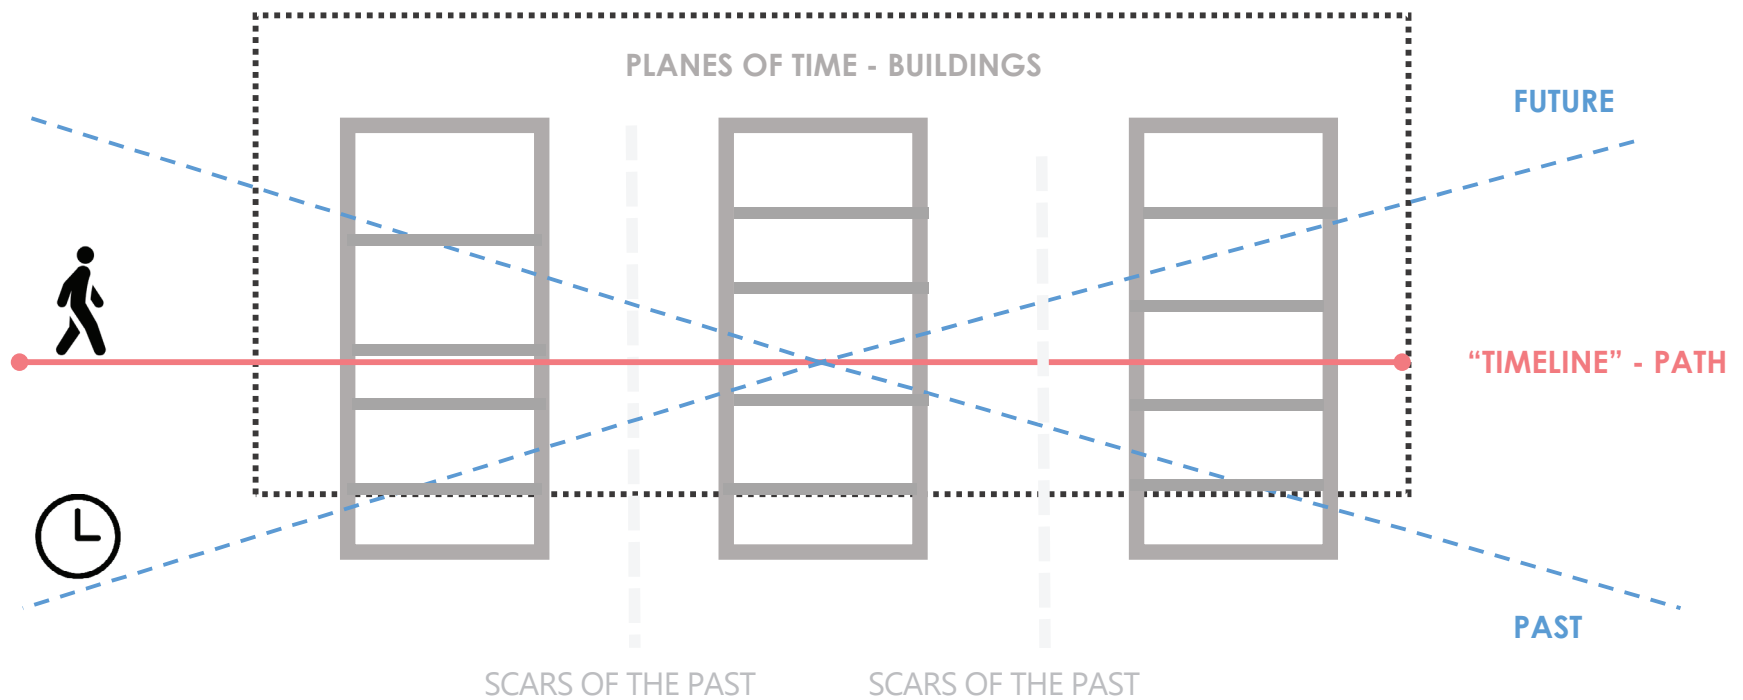 PLANES OF TIME - BUILDINGS
FUTURE
“TIMELINE” - PATH
PAST
SCARS OF THE PAST
SCARS OF THE PAST